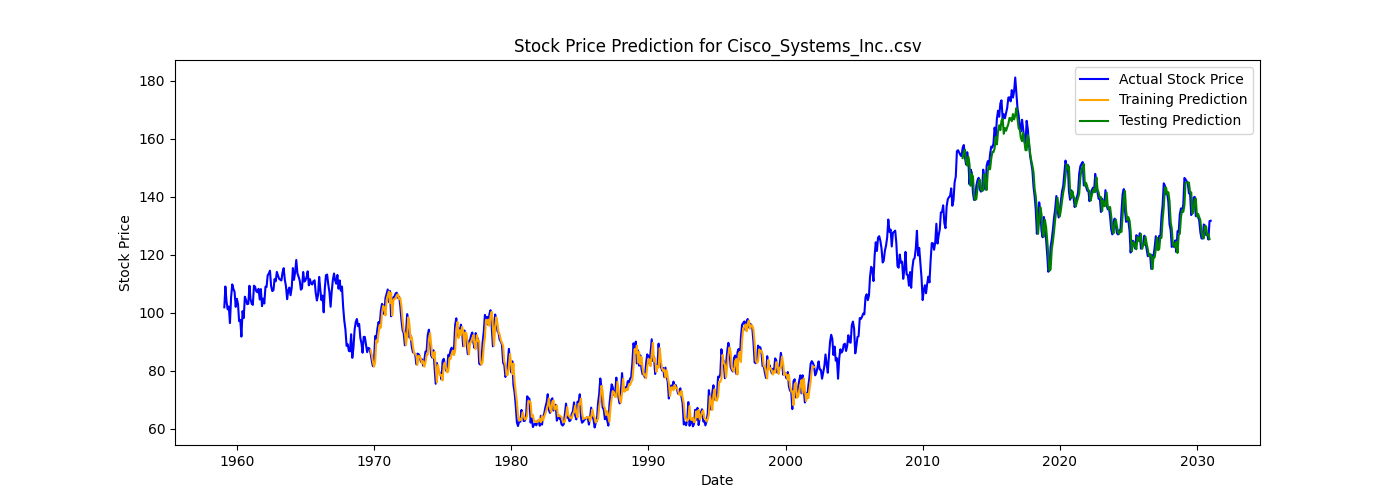 Stock Price Prediction for Cisco_Systems_Inc..csv
Actual Stock Price
Training Prediction
Testing Prediction
Stock Price
180
160
140
120
100
80
60
1960
1970
1980
1990
2000
2010
2020
2030
Date